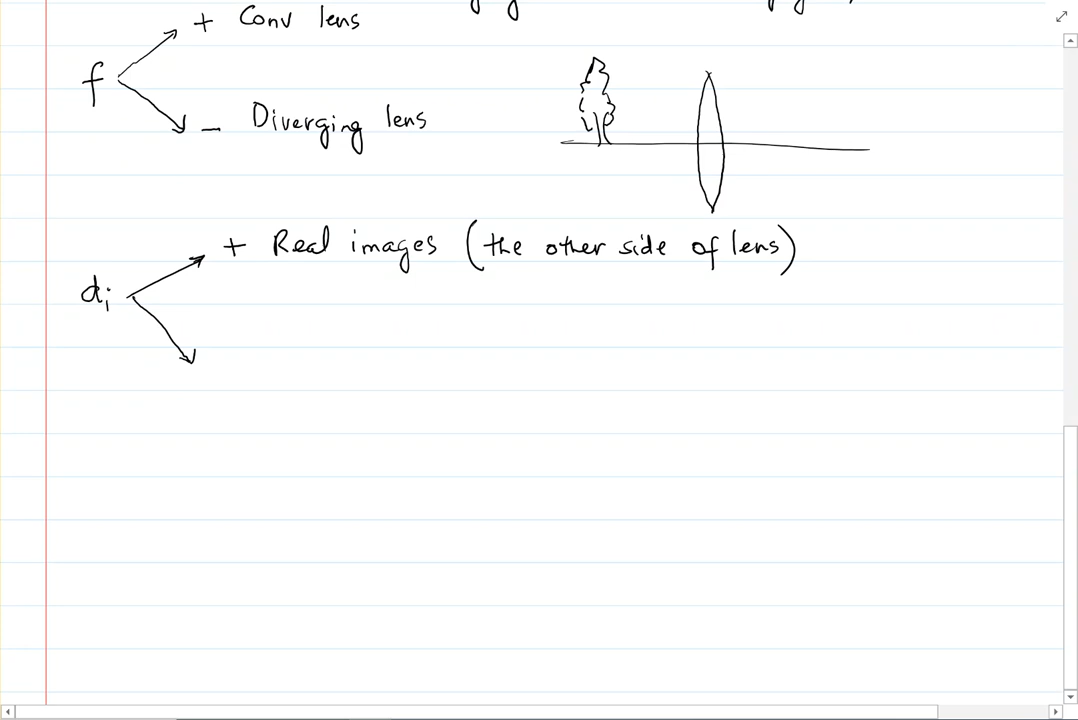 + Conv lens
f
- Diverging lens
+ Real images (the other side of lens)
di